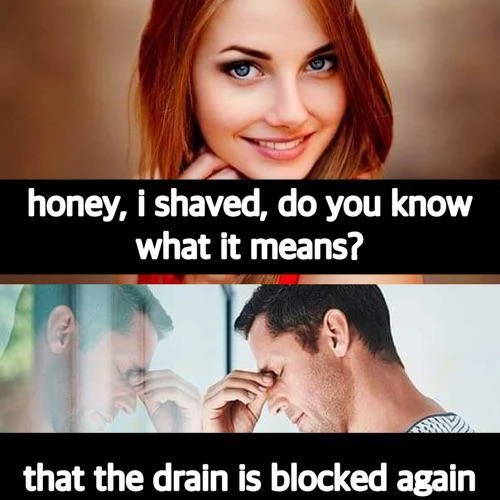 honey, i shaved, do you know
what it means?
that the drain is blocked again